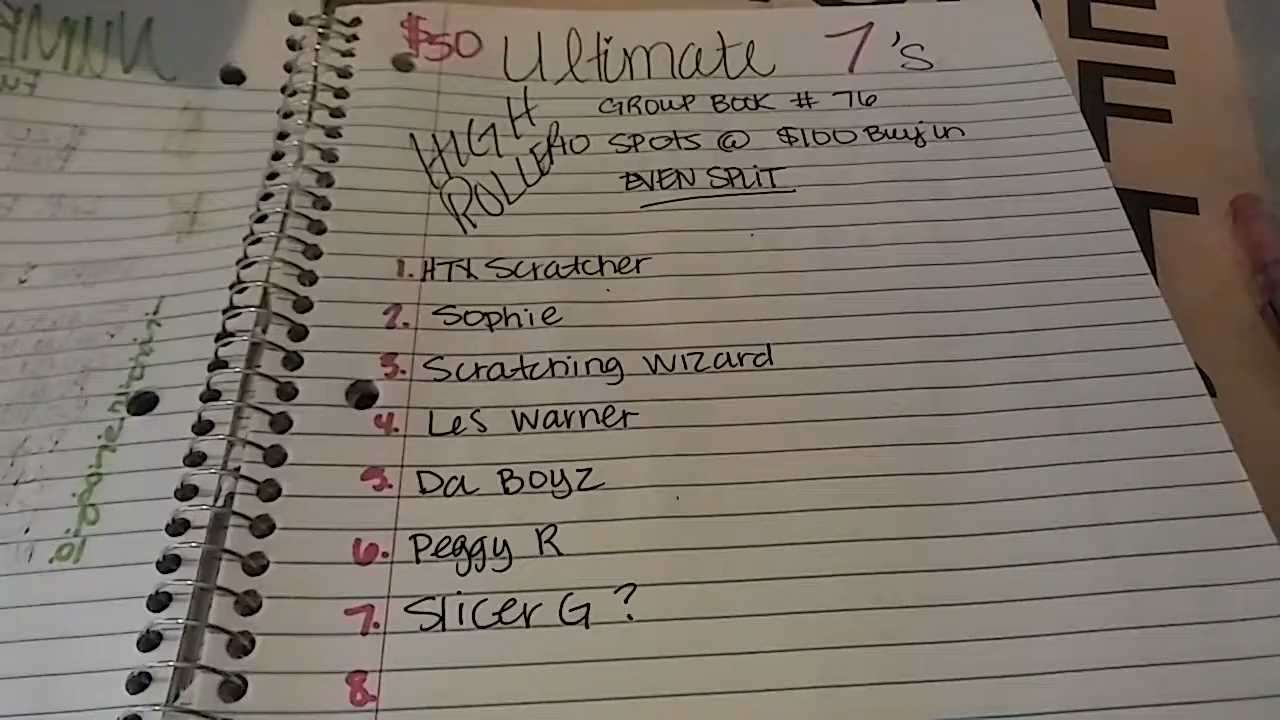 $50 Ultimate 7's
HIGH ROLLER
GROUP BOOK # 76
10 SPOTS @ $100 Buy in
EVEN SPLIT
1. HTX Scratcher
2. Sophie
3. Scratching Wizard
4. Les Warner
5. Da Boyz
6. Peggy R
7. Slicer G ?
8.